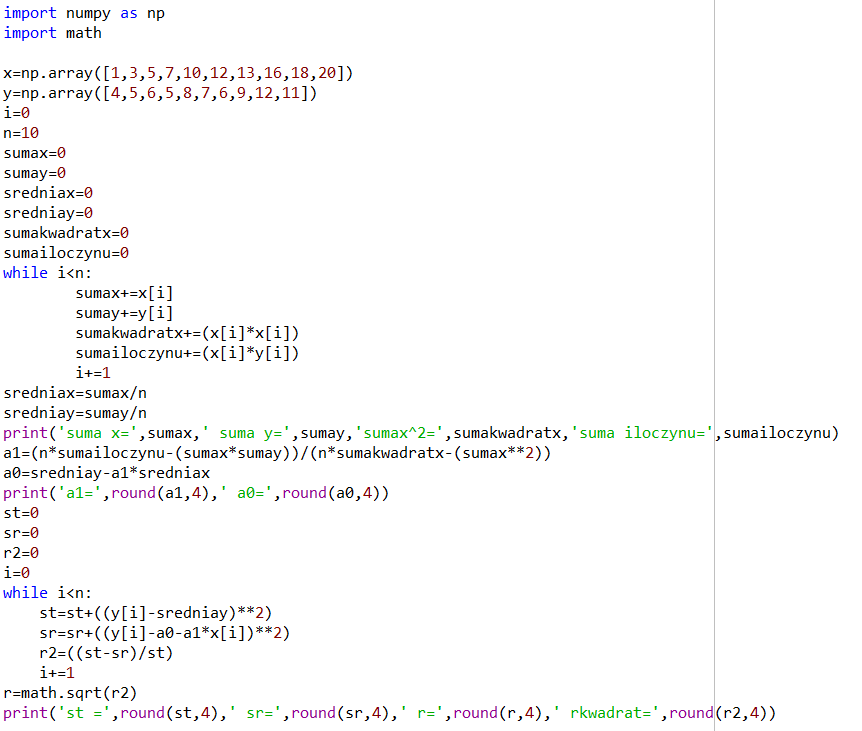 import numpy as np
import math
x=np.array([1,3,5,7,10,12,13,16,18,20])
y=np.array([4,5,6,5,8,7,6,9,12,11])
i=0
n=10
sumax=0
sumay=0
sredniax=0
sredniay=0
sumakwadratx=0
sumailoczynu=0
while i<n:
        sumax+=x[i]
        sumay+=y[i]
        sumakwadratx+=(x[i]*x[i])
        sumailoczynu+=(x[i]*y[i])
        i+=1
sredniax=sumax/n
sredniay=sumay/n
print('suma x=',sumax,' suma y=',sumay,'sumax^2=',sumakwadratx,'suma iloczynu=',sumailoczynu)
a1=(n*sumailoczynu-(sumax*sumay))/(n*sumakwadratx-(sumax**2))
a0=sredniay-a1*sredniax
print('a1=',round(a1,4),' a0=',round(a0,4))
st=0
sr=0
r2=0
i=0
while i<n:
    st=st+((y[i]-sredniay)**2)
    sr=sr+((y[i]-a0-a1*x[i])**2)
    r2=((st-sr)/st)
    i+=1
r=math.sqrt(r2)
print('st =',round(st,4),' sr=',round(sr,4),' r=',round(r,4),' rkwadrat=',round(r2,4))